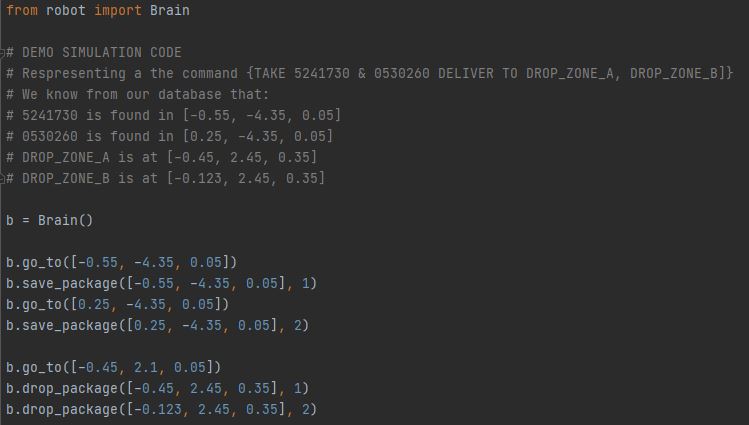 from robot import Brain
# DEMO SIMULATION CODE
# Respresenting a the command {TAKE 5241730 & 0530260 DELIVER TO DROP_ZONE_A, DROP_ZONE_B]}
# We know from our database that:
# 5241730 is found in [-0.55, -4.35, 0.05]
# 0530260 is found in [0.25, -4.35, 0.05]
# DROP_ZONE_A is at [-0.45, 2.45, 0.35]
# DROP_ZONE_B is at [-0.123, 2.45, 0.35]
b = Brain()
b.go_to([-0.55, -4.35, 0.05])
b.save_package([-0.55, -4.35, 0.05], 1)
b.go_to([0.25, -4.35, 0.05])
b.save_package([0.25, -4.35, 0.05], 2)
b.go_to([-0.45, 2.1, 0.05])
b.drop_package([-0.45, 2.45, 0.35], 1)
b.drop_package([-0.123, 2.45, 0.35], 2)